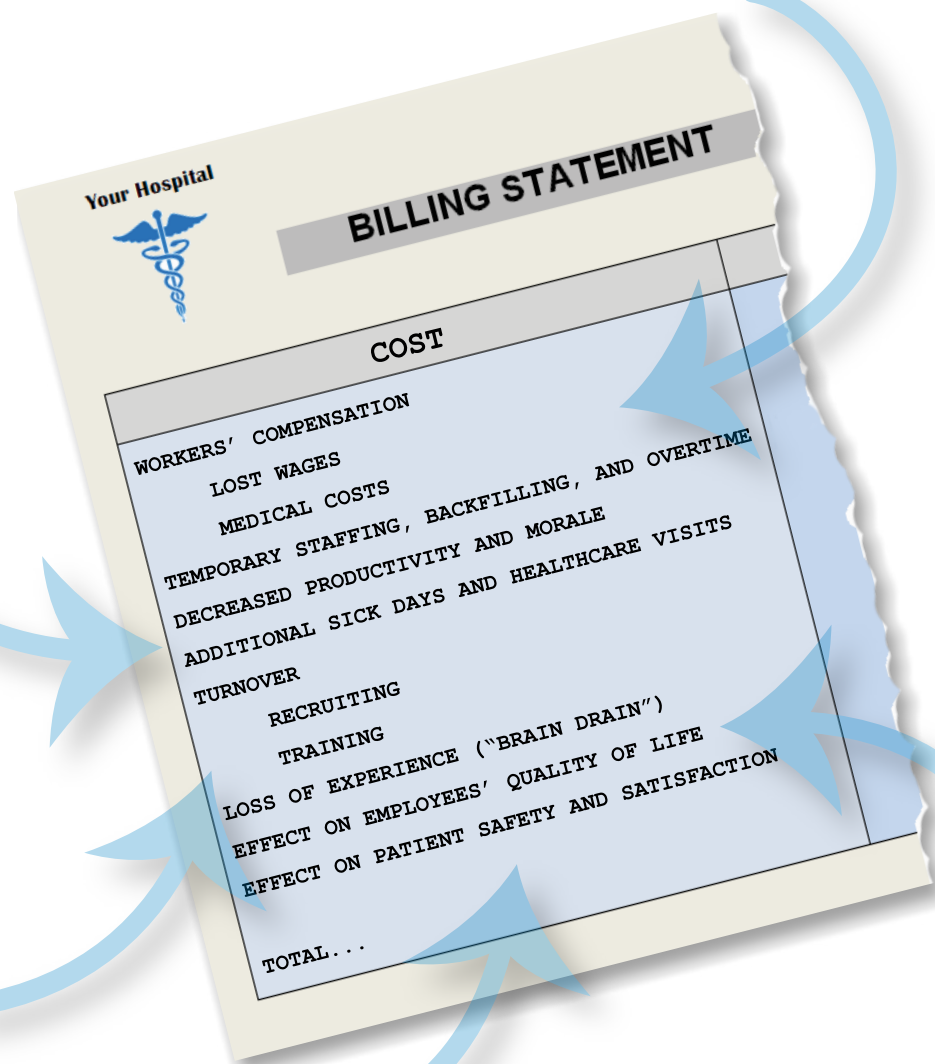 Your Hospital
BILLING STATEMENT
COST
WORKERS’ COMPENSATION
LOST WAGES
MEDICAL COSTS
TEMPORARY STAFFING, BACKFILLING, AND OVERTIME
DECREASED PRODUCTIVITY AND MORALE
ADDITIONAL SICK DAYS AND HEALTHCARE VISITS
TURNOVER
RECRUITING
TRAINING
LOSS OF EXPERIENCE (“BRAIN DRAIN”)
EFFECT ON EMPLOYEES’ QUALITY OF LIFE
EFFECT ON PATIENT SAFETY AND SATISFACTION
TOTAL...